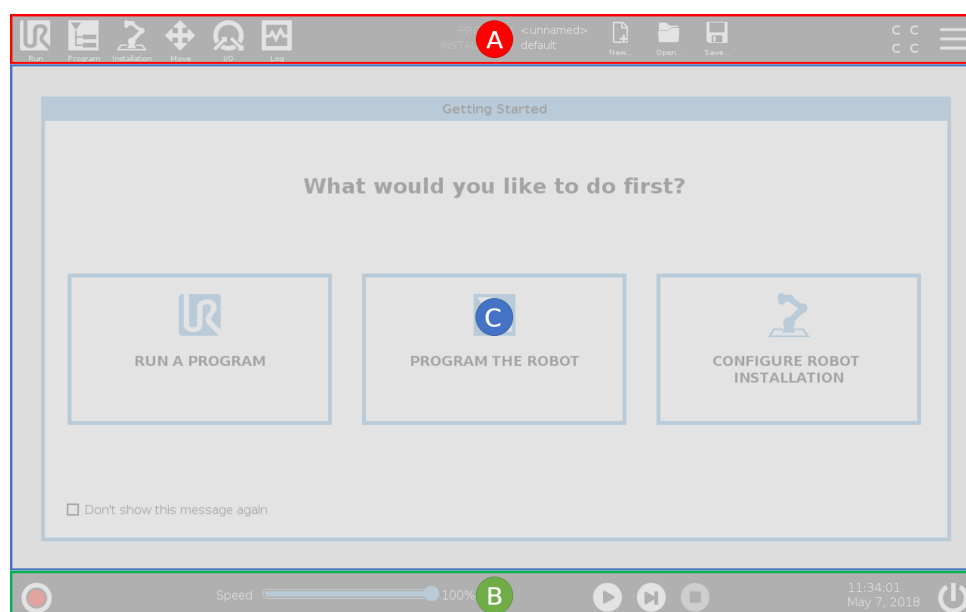 <unnamed>
A
default
Run
Program
Installation
Move
I/O
Log
New...
Open...
Save...
C C
C C
Getting Started
What would you like to do first?
C
RUN A PROGRAM
PROGRAM THE ROBOT
CONFIGURE ROBOT
INSTALLATION
Don't show this message again
Speed
100%
B
11:34:01
May 7, 2018